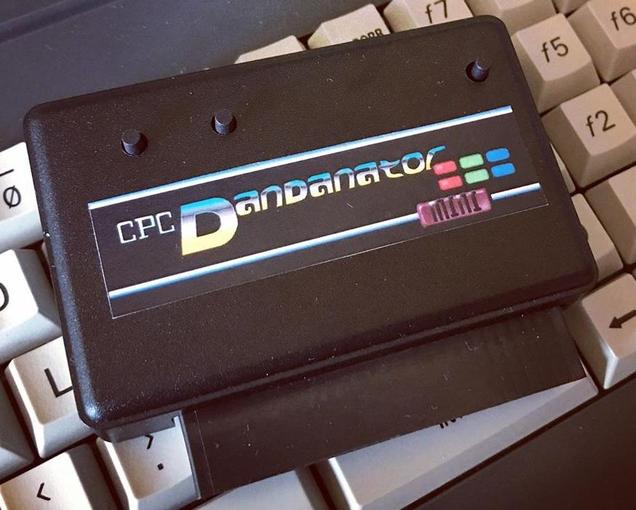 f7
f6
f5
f2
Ø
CPC Dandanator
mini
L
>
.
<